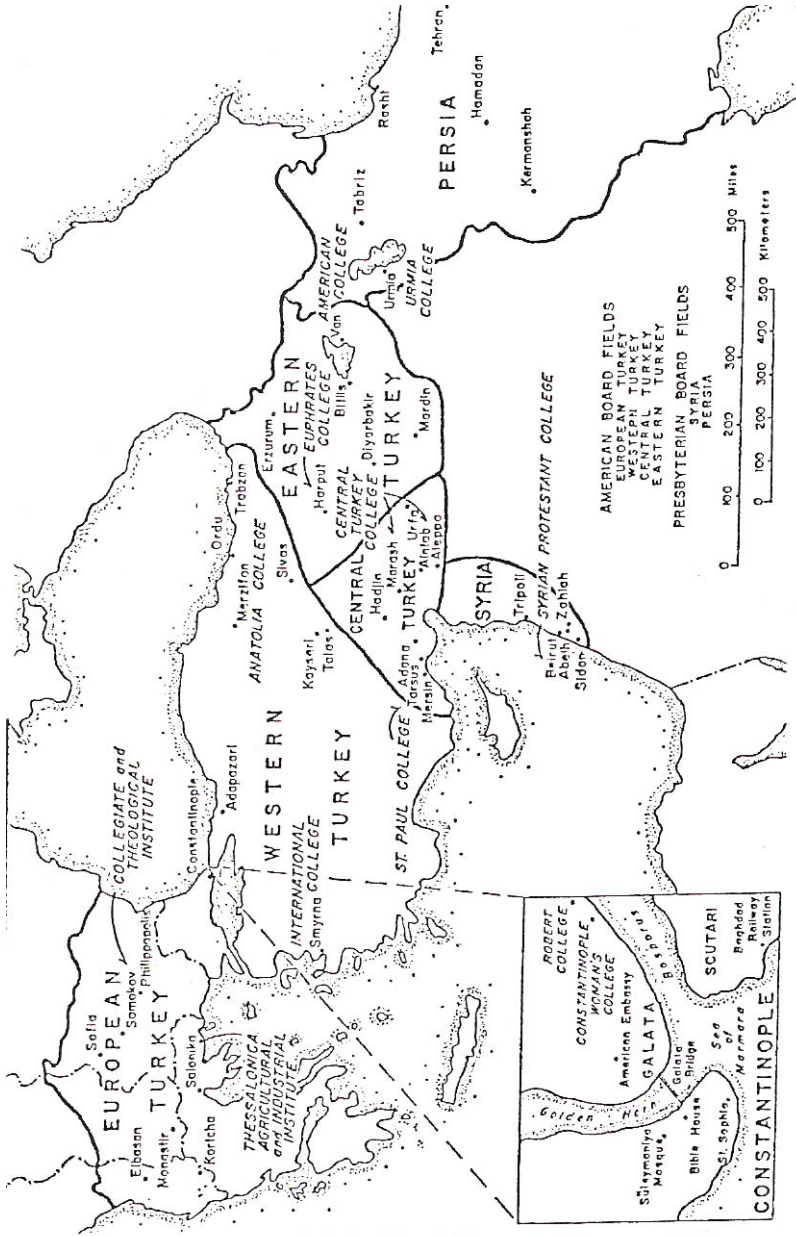 EUROPEAN
TURKEY
Elbasan
Monastir
Kortcha
Salonika
Sofia
Samokov
Philippopolis
COLLEGIATE and
THEOLOGICAL
INSTITUTE
THESSALONICA
AGRICULTURAL
and INDUSTRIAL
INSTITUTE
Constantinople
Adapazari
WESTERN
TURKEY
INTERNATIONAL
COLLEGE
Smyrna
ST. PAUL COLLEGE
Merzifon
ANATOLIA COLLEGE
Ordu
Trabzon
Sivas
Kayseri
Talas
CENTRAL
TURKEY
Hadjin
Marash
Urfa
Aintab
Aleppo
Adana
Tarsus
Mersin
CENTRAL
TURKEY
COLLEGE
EASTERN
TURKEY
Erzurum
EUPHRATES
COLLEGE
Harput
Bitlis
Diyarbakir
Mardin
Van
AMERICAN
COLLEGE
Urmia
URMIA
COLLEGE
Tabriz
PERSIA
Rasht
Tehran
Hamadan
Kermanshah
SYRIA
Tripoli
SYRIAN PROTESTANT COLLEGE
Beirut
Abeih
Zahlah
Sidon
AMERICAN BOARD FIELDS
EUROPEAN TURKEY
WESTERN TURKEY
CENTRAL TURKEY
EASTERN TURKEY
PRESBYTERIAN BOARD FIELDS
SYRIA
PERSIA
0 100 200 300 400 500 Miles
0 100 200 300 400 500 Kilometers
ROBERT
COLLEGE
CONSTANTINOPLE
WOMAN'S
COLLEGE
American Embassy
GALATA
Bosporus
Golden Horn
Galata
Bridge
Süleymaniye
Mosque
Bible House
St. Sophia
Sea
of
Marmara
SCUTARI
Baghdad
Railway
Station
CONSTANTINOPLE